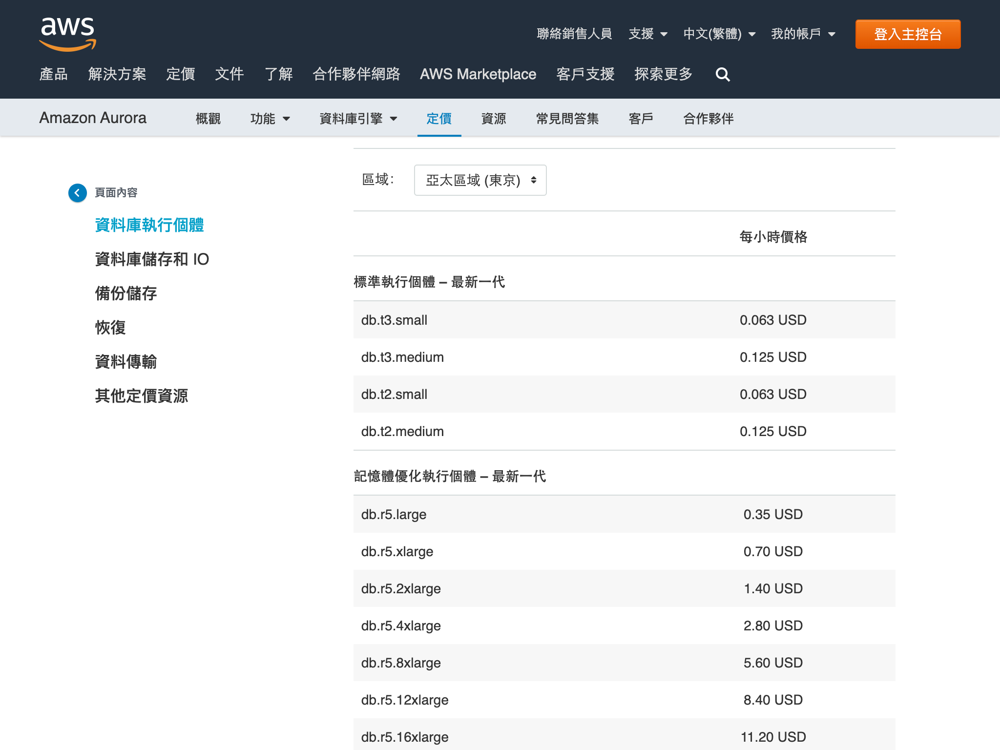 aws
聯絡銷售人員 支援 中文(繁體) 我的帳戶 登入主控台
產品 解決方案 定價 文件 了解 合作夥伴網路 AWS Marketplace 客戶支援 探索更多
Amazon Aurora 概觀 功能 資料庫引擎 定價 資源 常見問答集 客戶 合作夥伴
頁面內容
資料庫執行個體
資料庫儲存和 IO
備份儲存
恢復
資料傳輸
其他定價資源
區域: 亞太區域 (東京)
每小時價格
標準執行個體 – 最新一代
db.t3.small 0.063 USD
db.t3.medium 0.125 USD
db.t2.small 0.063 USD
db.t2.medium 0.125 USD
記憶體優化執行個體 – 最新一代
db.r5.large 0.35 USD
db.r5.xlarge 0.70 USD
db.r5.2xlarge 1.40 USD
db.r5.4xlarge 2.80 USD
db.r5.8xlarge 5.60 USD
db.r5.12xlarge 8.40 USD
db.r5.16xlarge 11.20 USD